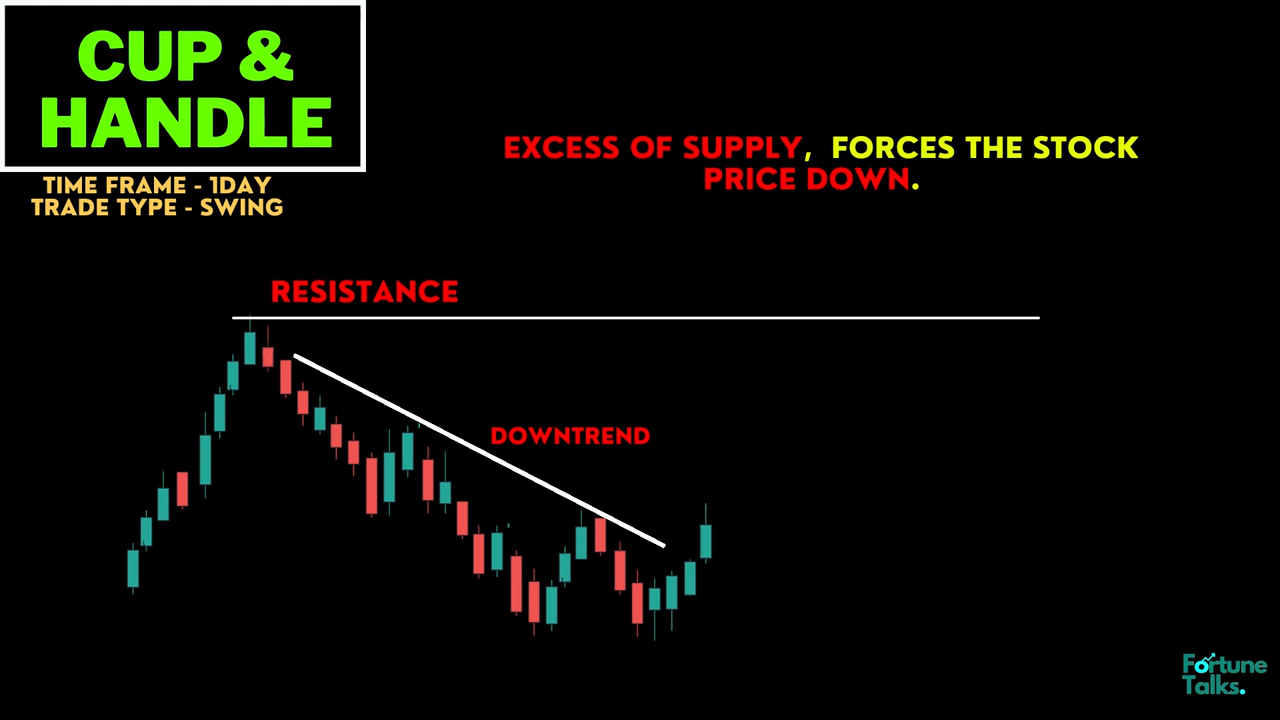 CUP &
HANDLE
TIME FRAME - 1DAY
TRADE TYPE - SWING
EXCESS OF SUPPLY, FORCES THE STOCK
PRICE DOWN.
RESISTANCE
DOWNTREND
Fortune
Talks.